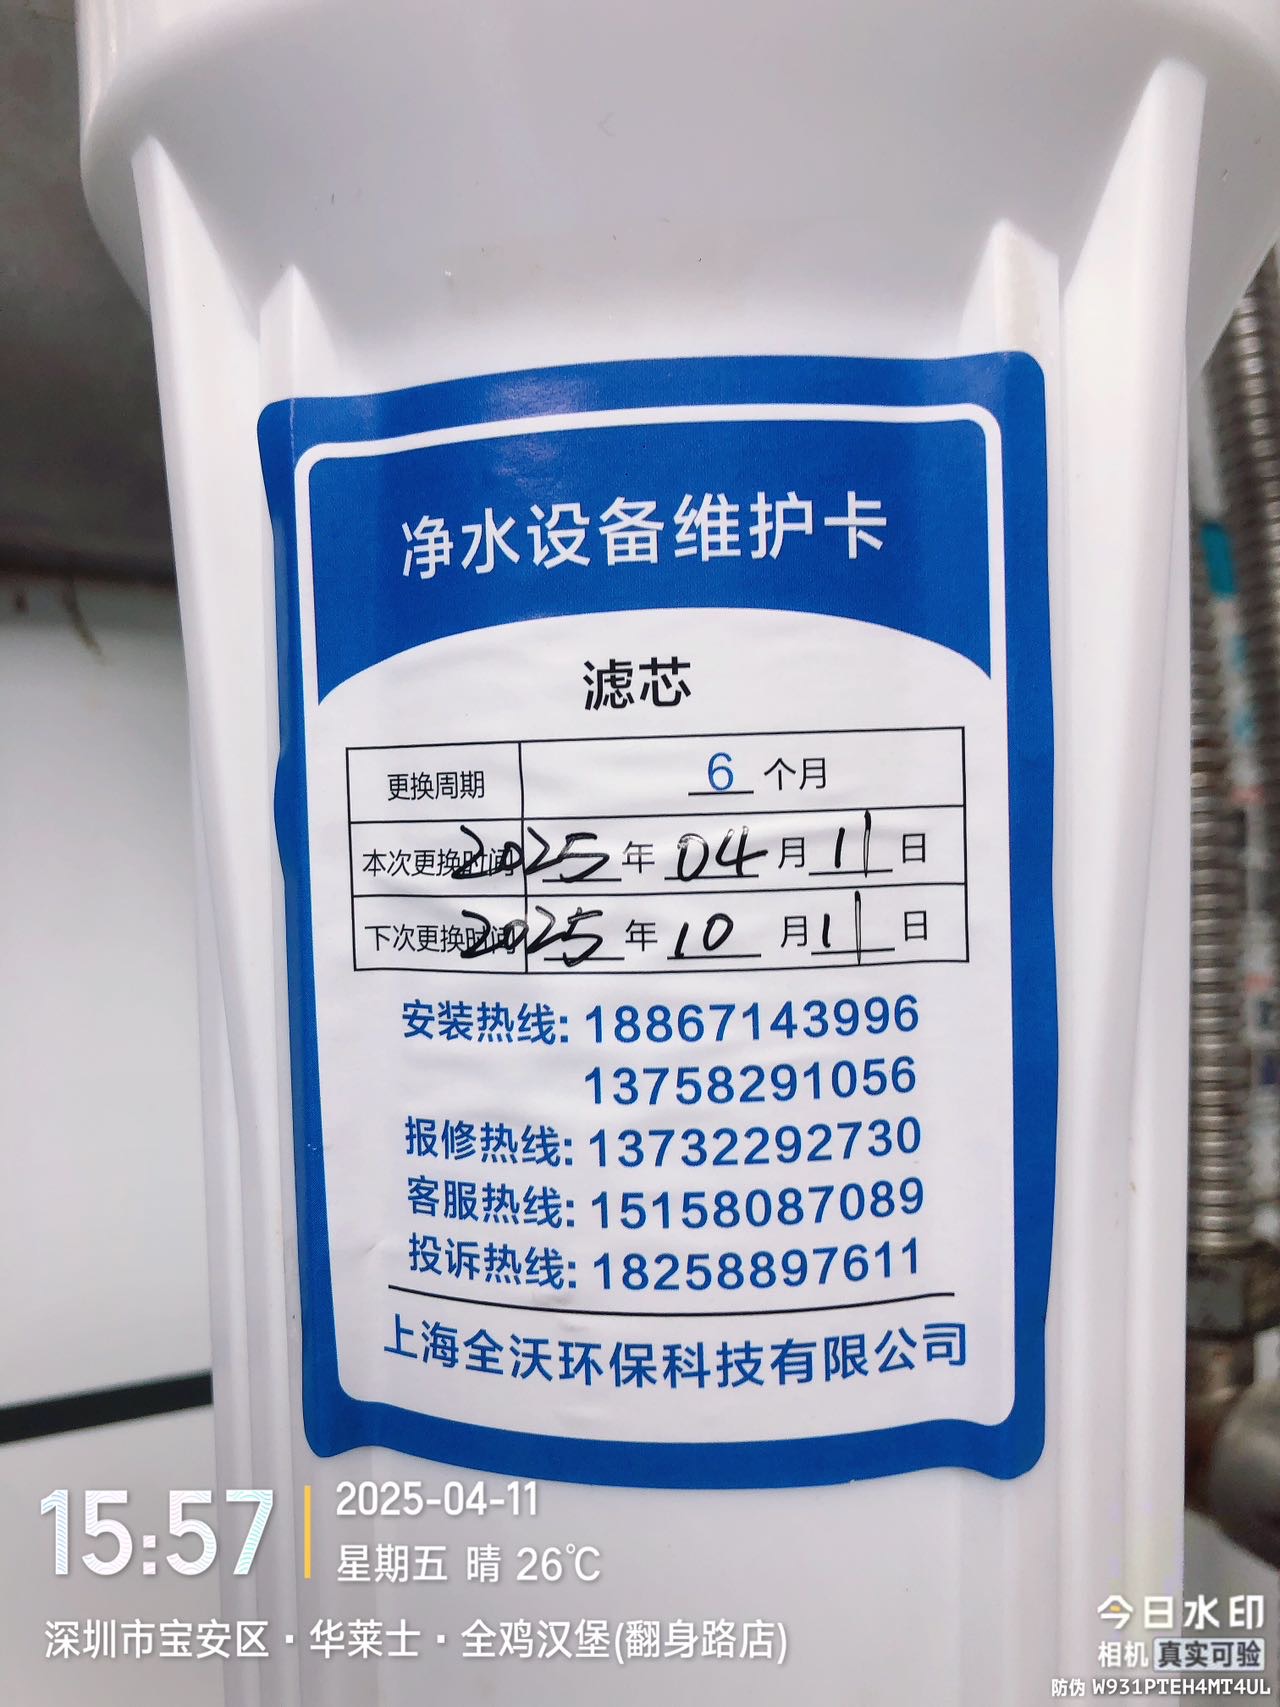 净水设备维护卡
滤芯
更换周期 6 个月
本次更换时间 2025 年 04 月 11 日
下次更换时间 2025 年 10 月 11 日
安装热线: 18867143996
13758291056
报修热线: 13732292730
客服热线: 15158087089
投诉热线: 18258897611
上海全沃环保科技有限公司
15:57
2025-04-11
星期五 晴 26℃
深圳市宝安区·华莱士·全鸡汉堡(翻身路店)
今日水印
相机 真实可验
防伪 W931PTEH4MT4UL